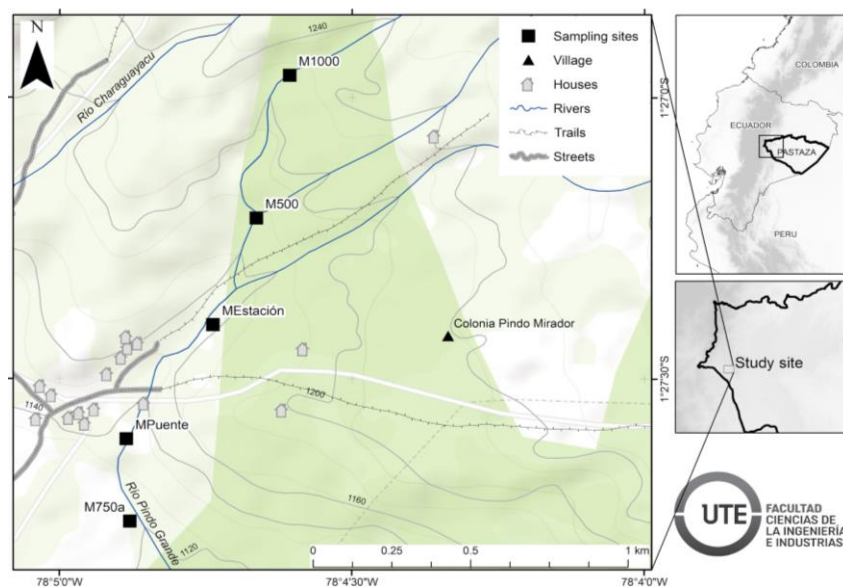 N
1240
M1000
Río Charaguayacu
Sampling sites
Village
Houses
Rivers
Trails
Streets
1°27'0"S
M500
MEstación
Colonia Pindo Mirador
1°27'30"S
1200
1140
MPuente
M750a
Río Pindo Grande
1160
1120
0 0.25 0.5 1 km
78°5'0"W 78°4'30"W 78°4'0"W
COLOMBIA
ECUADOR
PASTAZA
PERU
Study site
UTE
FACULTAD
CIENCIAS DE
LA INGENIERÍA
E INDUSTRIAS